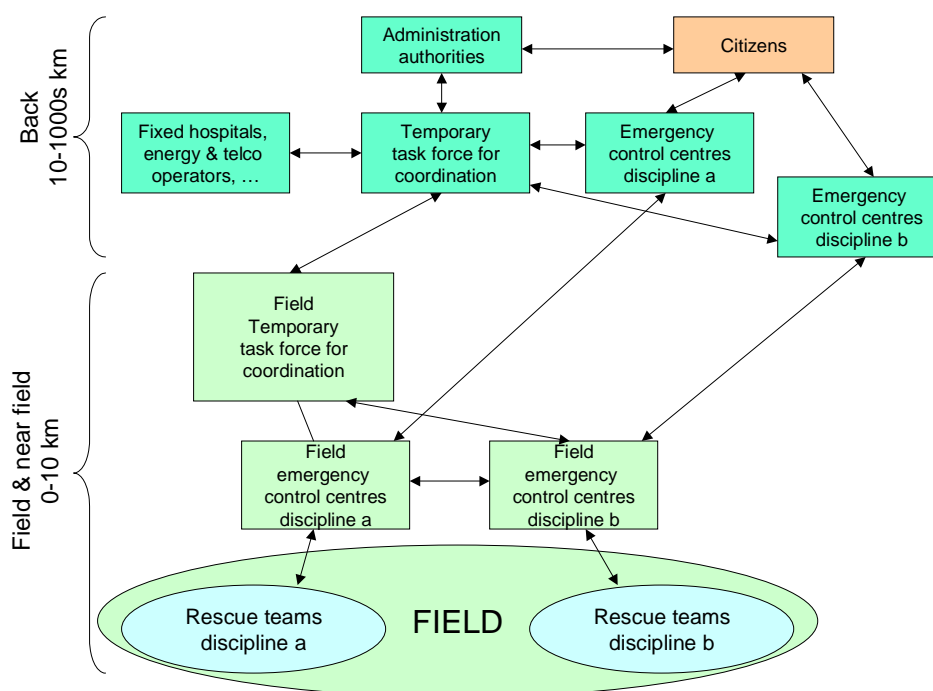 Administration
authorities
Citizens
Back
10-1000s km
Fixed hospitals,
energy & telco
operators, …
Temporary
task force for
coordination
Emergency
control centres
discipline a
Emergency
control centres
discipline b
Field
Temporary
task force for
coordination
Field & near field
0-10 km
Field
emergency
control centres
discipline a
Field
emergency
control centres
discipline b
Rescue teams
discipline a
FIELD
Rescue teams
discipline b